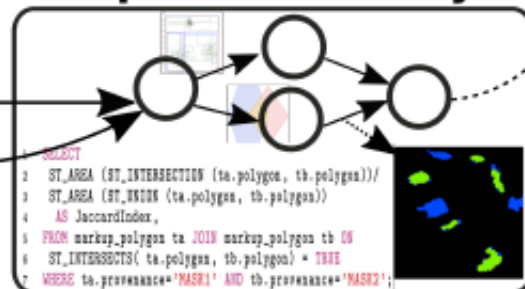 1 SELECT
2 ST_AREA (ST_INTERSECTION (ta.polygon, tb.polygon))/
3 ST_AREA (ST_UNION (ta.polygon, tb.polygon))
4 AS JaccardIndex,
5 FROM markup_polygon ta JOIN markup_polygon tb ON
6 ST_INTERSECTS( ta.polygon, tb.polygon) = TRUE
7 WHERE ta.provenance='MASK1' AND tb.provenance='MASK2';